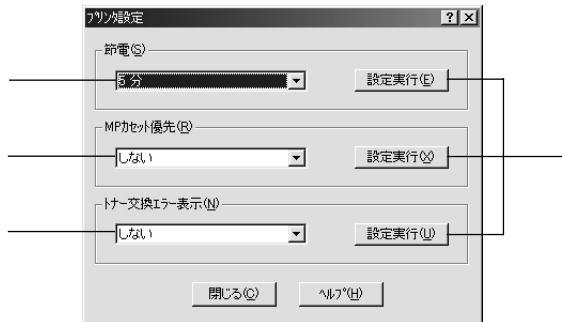 ﾌﾟﾘﾝﾀ設定
節電(S)
5 分
設定実行(E)
MPｶｾｯﾄ優先(R)
しない
設定実行(X)
ﾄﾅｰ交換ｴﾗｰ表示(N)
しない
設定実行(U)
閉じる(C)
ﾍﾙﾌﾟ(H)